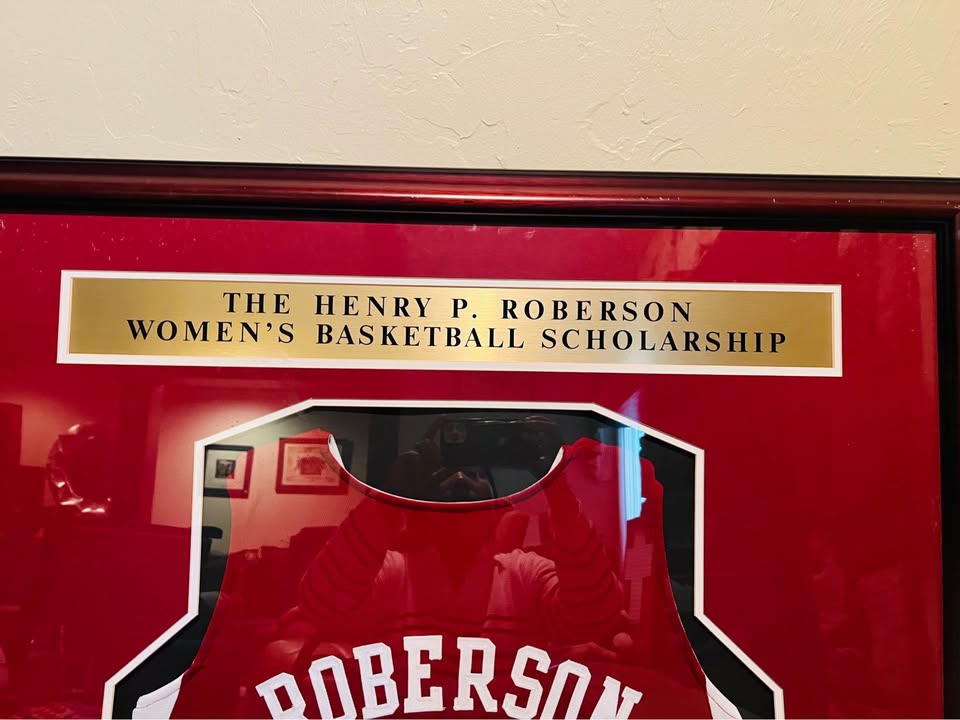 THE HENRY P. ROBERSON
WOMEN'S BASKETBALL SCHOLARSHIP
ROBERSON